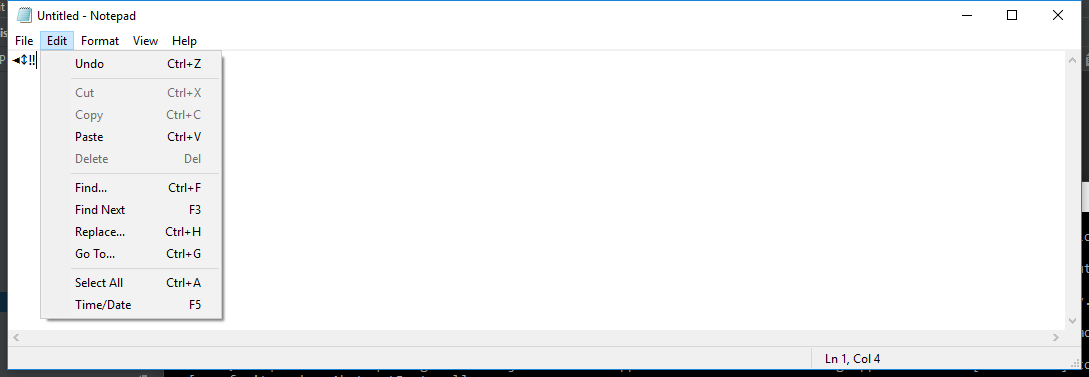 Untitled - Notepad
File Edit Format View Help
◄↕‼
Undo Ctrl+Z
Cut Ctrl+X
Copy Ctrl+C
Paste Ctrl+V
Delete Del
Find... Ctrl+F
Find Next F3
Replace... Ctrl+H
Go To... Ctrl+G
Select All Ctrl+A
Time/Date F5
Ln 1, Col 4